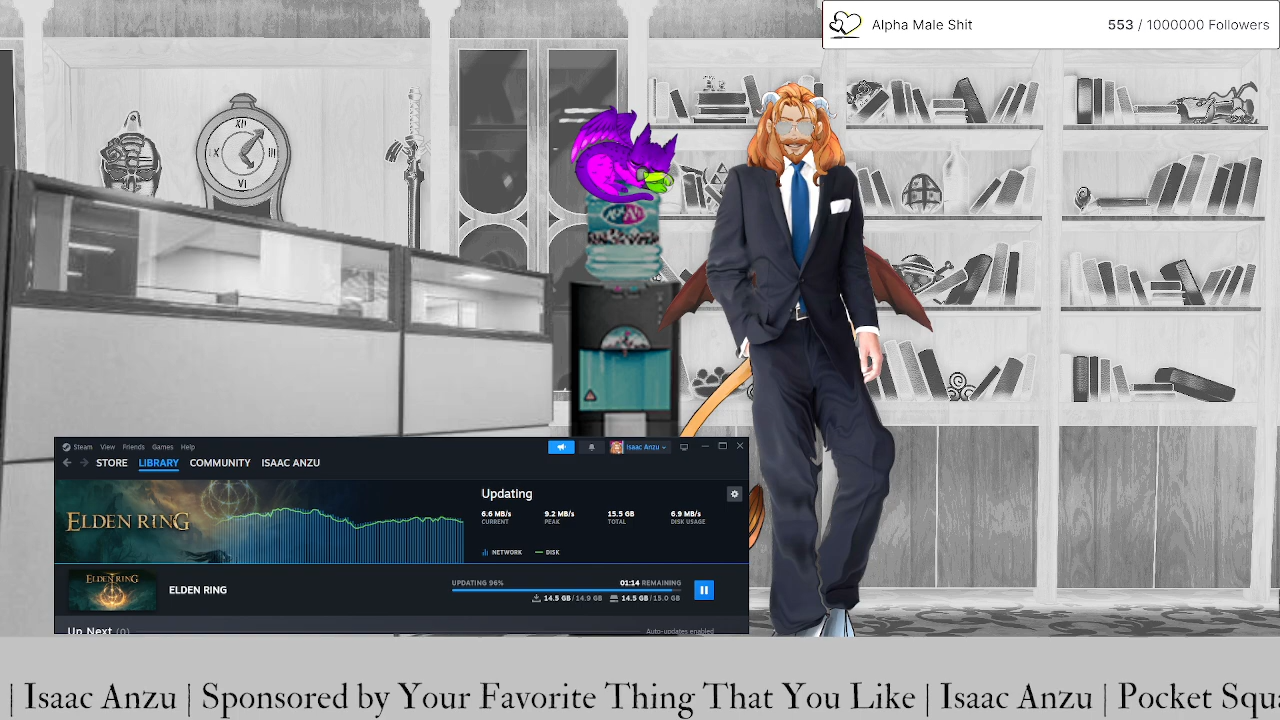 Alpha Male Shit 553 / 1000000 Followers
XII
III
VI
X
Steam View Friends Games Help Isaac Anzu
STORE LIBRARY COMMUNITY ISAAC ANZU
ELDEN RING
Updating
6.6 MB/s 9.2 MB/s 15.5 GB 6.9 MB/s
CURRENT PEAK TOTAL DISK USAGE
NETWORK DISK
ELDEN RING
ELDEN RING
UPDATING 96% 01:14 REMAINING
14.5 GB / 14.9 GB 14.5 GB / 15.0 GB
Up Next (0) Auto-updates enabled
| Isaac Anzu | Sponsored by Your Favorite Thing That You Like | Isaac Anzu | Pocket Squ